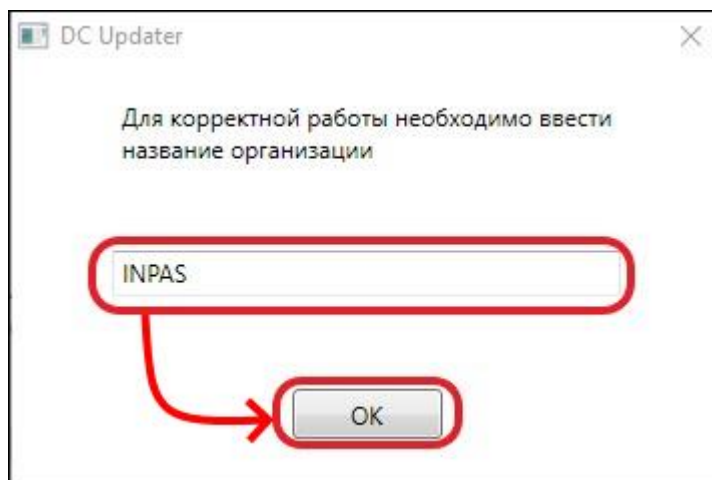 DC Updater
Для корректной работы необходимо ввести
название организации
INPAS
OK